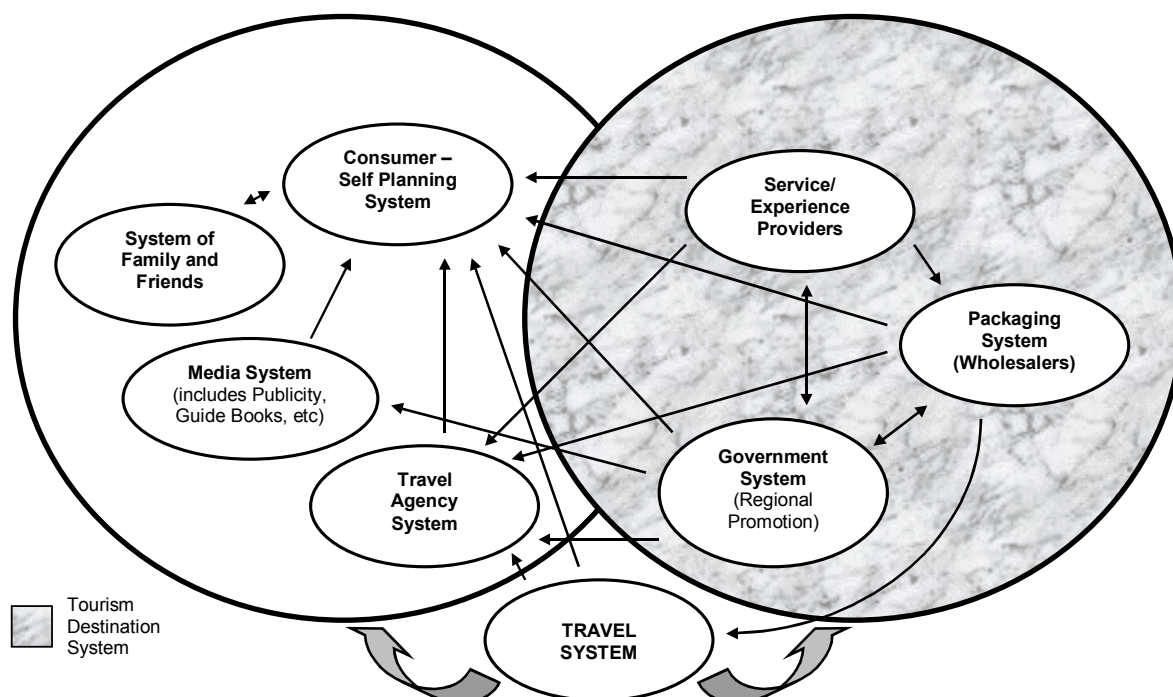 Consumer –
Self Planning
System
System of
Family and
Friends
Media System
(includes Publicity,
Guide Books, etc)
Travel
Agency
System
Service/
Experience
Providers
Packaging
System
(Wholesalers)
Government
System
(Regional
Promotion)
TRAVEL
SYSTEM
Tourism
Destination
System